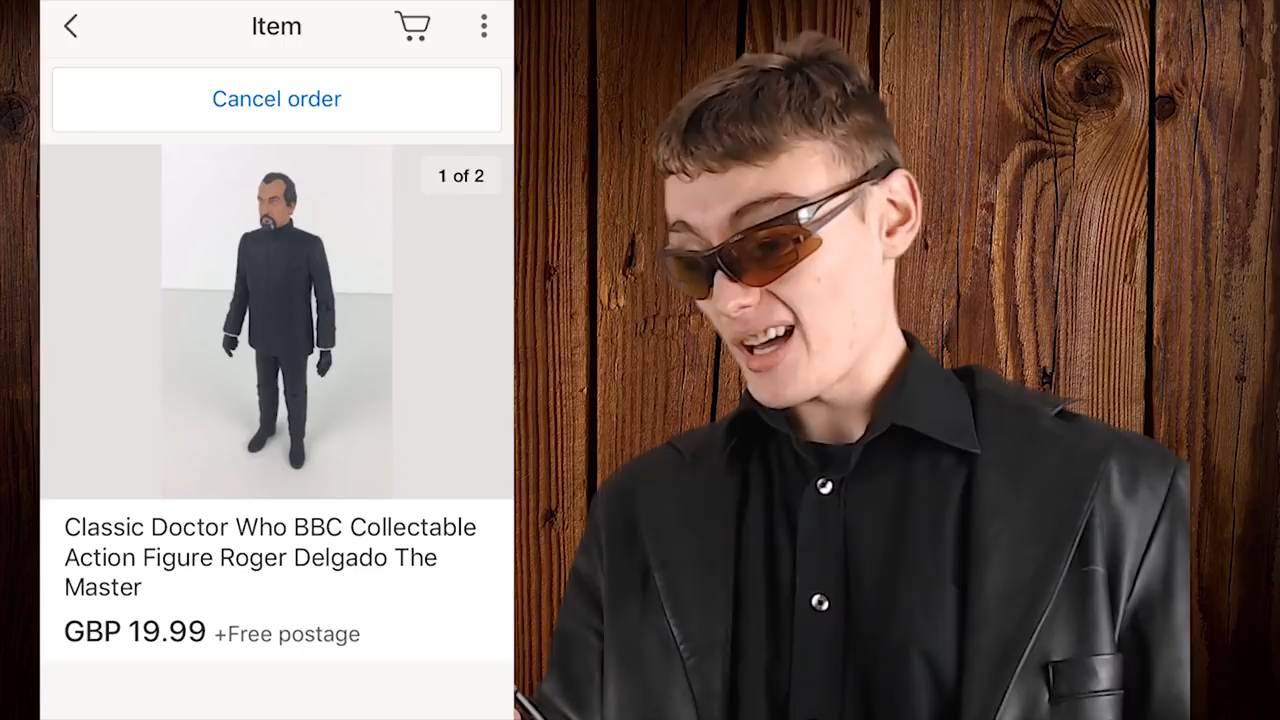 Item
Cancel order
1 of 2
Classic Doctor Who BBC Collectable
Action Figure Roger Delgado The
Master
GBP 19.99 +Free postage